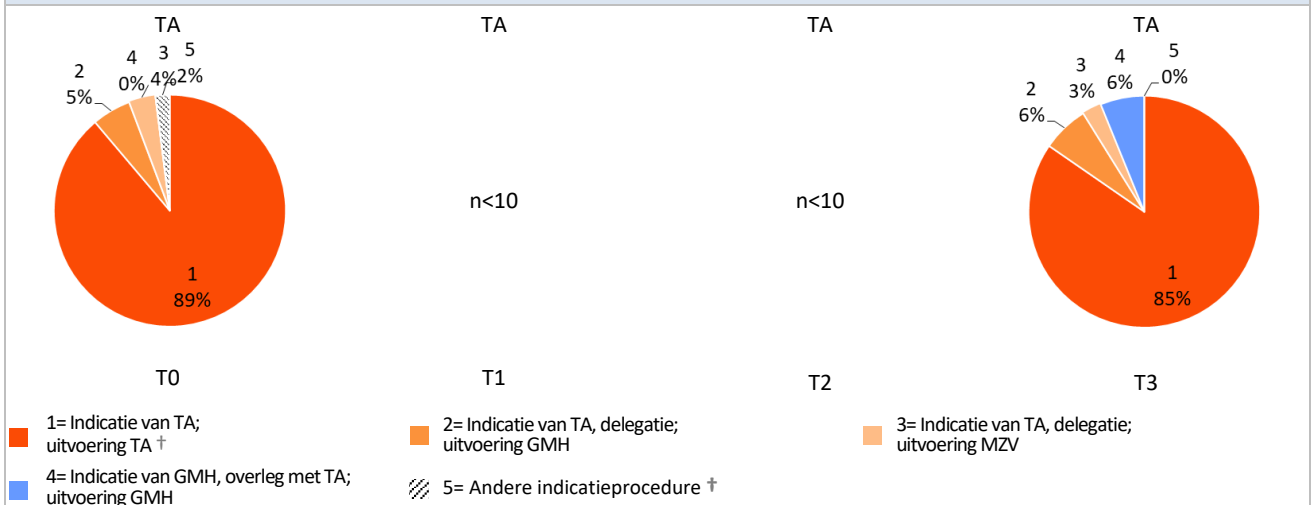 TA
TA
TA
TA
2
5%
4
0%
3
4%
5
2%
1
89%
n<10
n<10
2
6%
3
3%
4
6%
5
0%
1
85%
T0
T1
T2
T3
1= Indicatie van TA;
uitvoering TA †
2= Indicatie van TA, delegatie;
uitvoering GMH
3= Indicatie van TA, delegatie;
uitvoering MZV
4= Indicatie van GMH, overleg met TA;
uitvoering GMH
5= Andere indicatieprocedure †